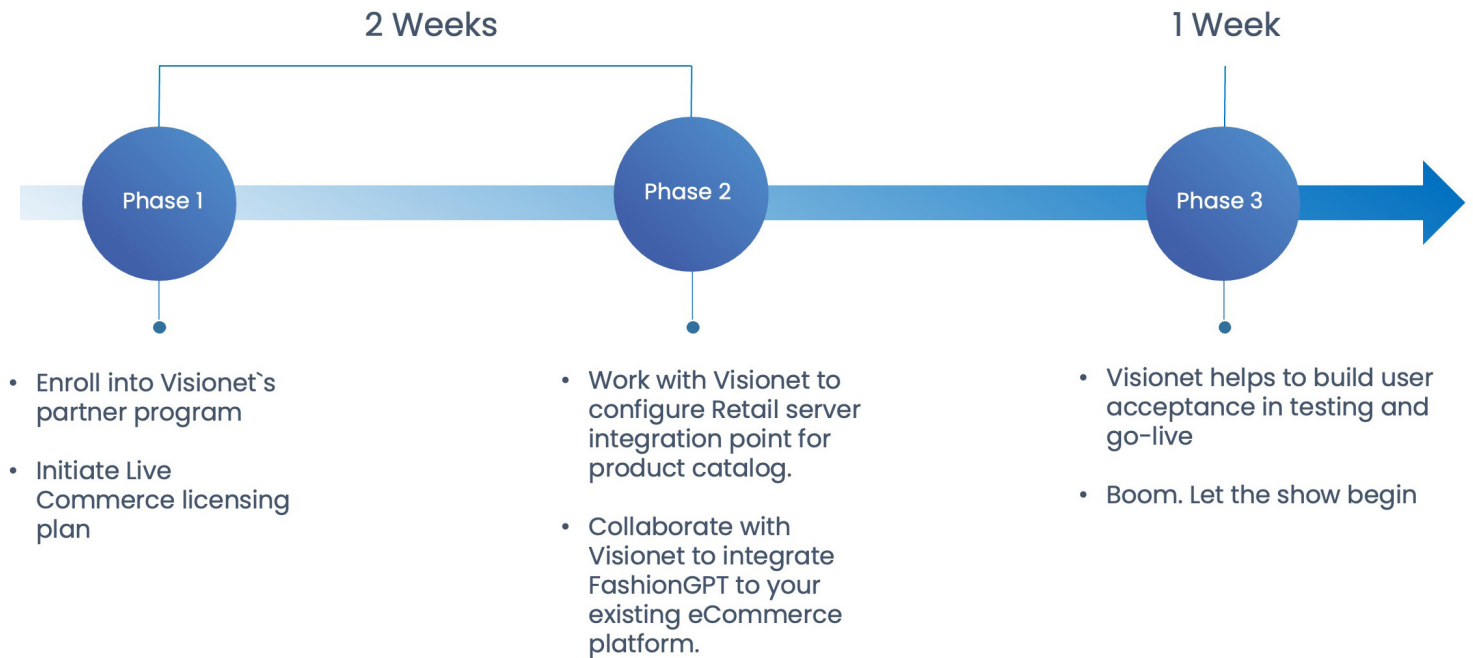 2 Weeks
1 Week
Phase 1
Phase 2
Phase 3
• Enroll into Visionet`s
partner program
• Initiate Live
Commerce licensing
plan
• Work with Visionet to
configure Retail server
integration point for
product catalog.
• Collaborate with
Visionet to integrate
FashionGPT to your
existing eCommerce
platform.
• Visionet helps to build user
acceptance in testing and
go-live
• Boom. Let the show begin